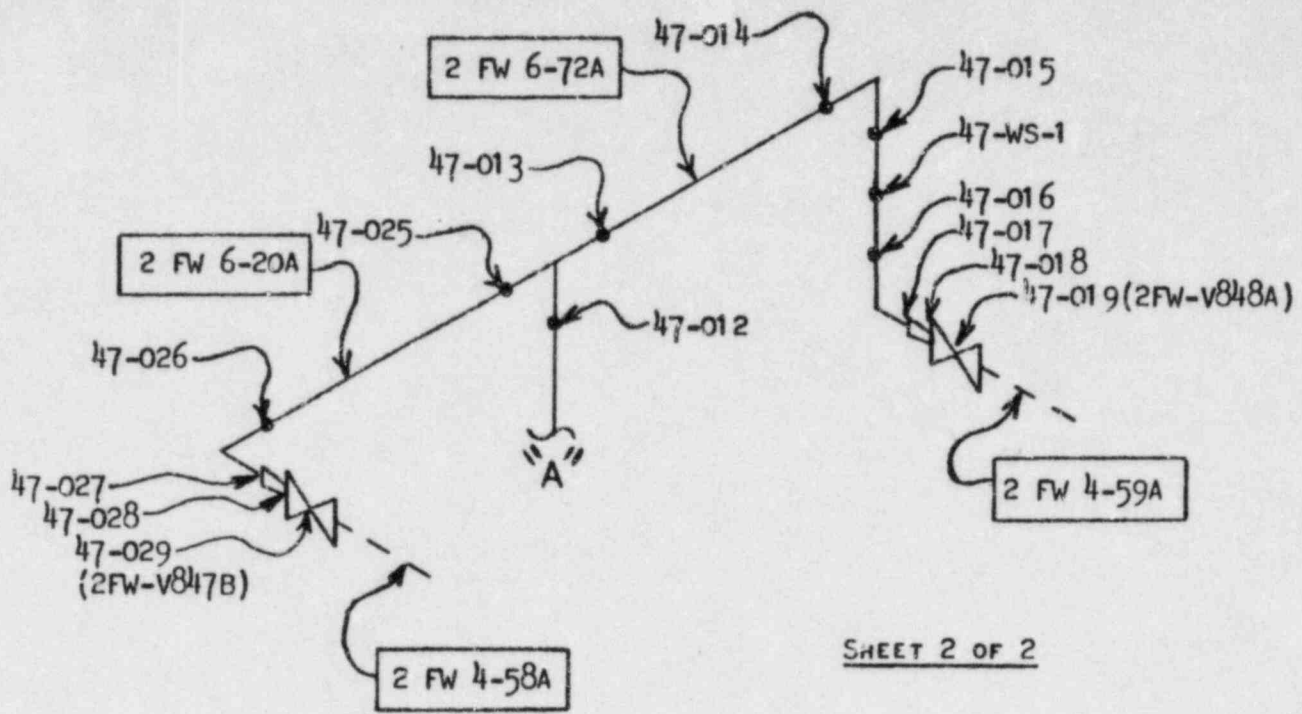 47-014
2 FW 6-72A
47-015
47-WS-1
47-013
47-016
47-025
47-017
47-018
2 FW 6-20A
47-019(2FW-V848A)
47-012
47-026
"A"
47-027
2 FW 4-59A
47-028
47-029
(2FW-V847B)
SHEET 2 OF 2
2 FW 4-58A